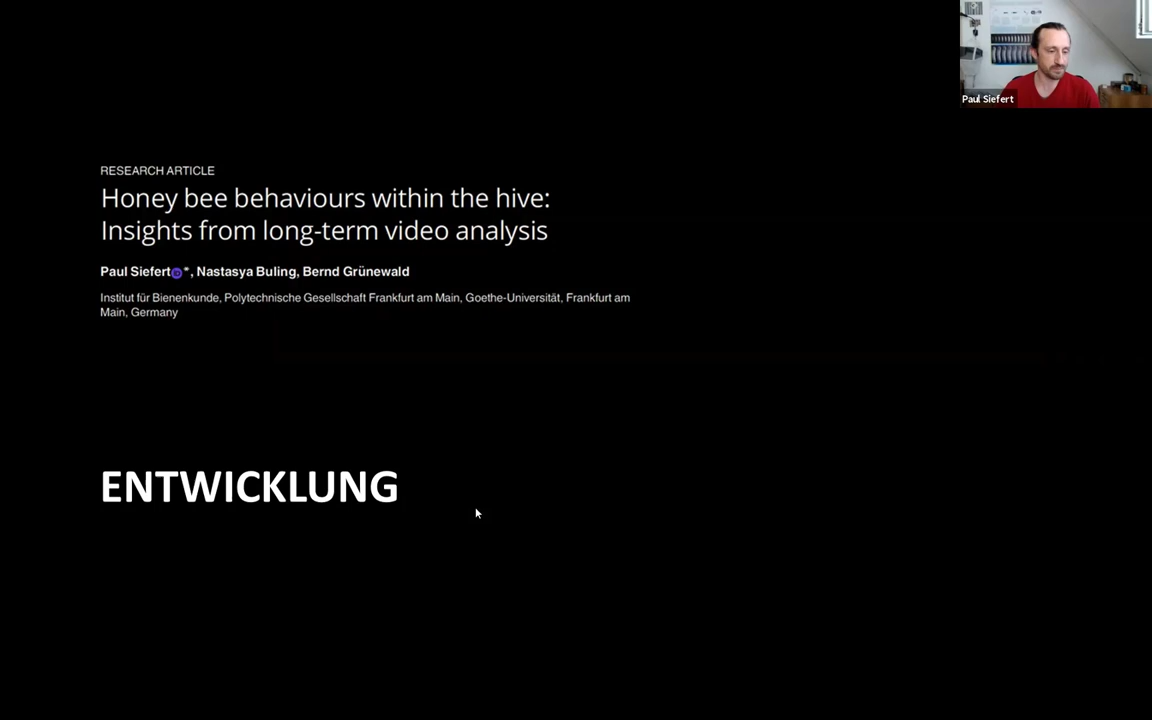 Paul Siefert
RESEARCH ARTICLE
Honey bee behaviours within the hive:
Insights from long-term video analysis
Paul Siefert iD *, Nastasya Buling, Bernd Grünewald
Institut für Bienenkunde, Polytechnische Gesellschaft Frankfurt am Main, Goethe-Universität, Frankfurt am
Main, Germany
ENTWICKLUNG